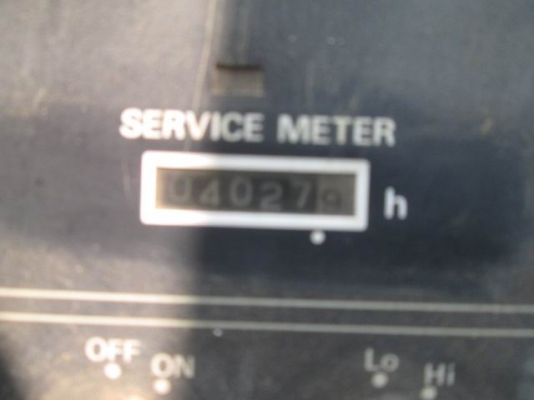 SERVICE METER
04027 h
OFF ON Lo Hi